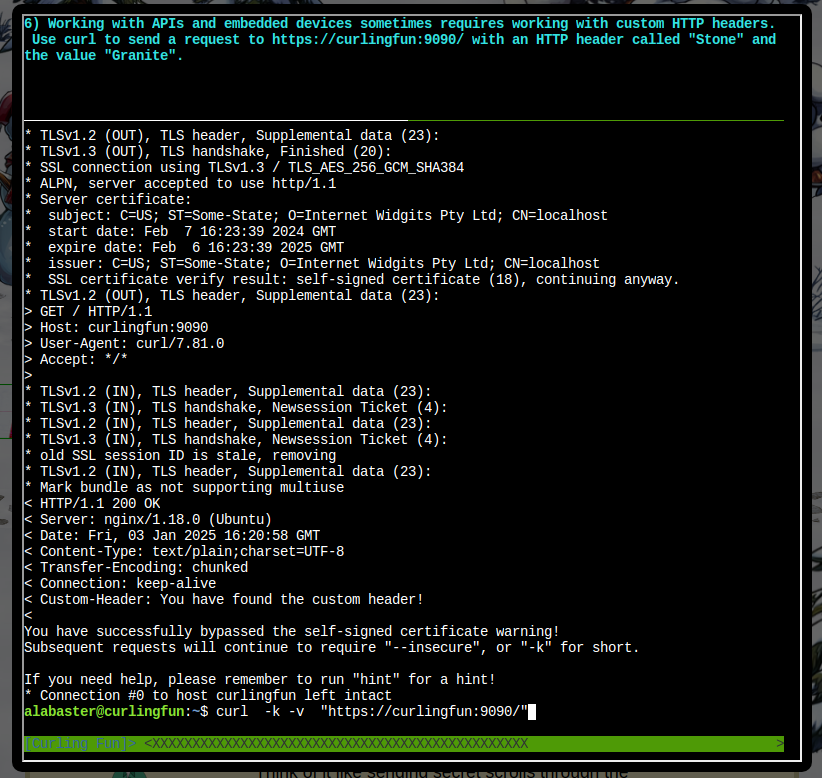 6) Working with APIs and embedded devices sometimes requires working with custom HTTP headers.
Use curl to send a request to https://curlingfun:9090/ with an HTTP header called "Stone" and
the value "Granite".
* TLSv1.2 (OUT), TLS header, Supplemental data (23):
* TLSv1.3 (OUT), TLS handshake, Finished (20):
* SSL connection using TLSv1.3 / TLS_AES_256_GCM_SHA384
* ALPN, server accepted to use http/1.1
* Server certificate:
*  subject: C=US; ST=Some-State; O=Internet Widgits Pty Ltd; CN=localhost
*  start date: Feb  7 16:23:39 2024 GMT
*  expire date: Feb  6 16:23:39 2025 GMT
*  issuer: C=US; ST=Some-State; O=Internet Widgits Pty Ltd; CN=localhost
*  SSL certificate verify result: self-signed certificate (18), continuing anyway.
* TLSv1.2 (OUT), TLS header, Supplemental data (23):
> GET / HTTP/1.1
> Host: curlingfun:9090
> User-Agent: curl/7.81.0
> Accept: */*
>
* TLSv1.2 (IN), TLS header, Supplemental data (23):
* TLSv1.3 (IN), TLS handshake, Newsession Ticket (4):
* TLSv1.2 (IN), TLS header, Supplemental data (23):
* TLSv1.3 (IN), TLS handshake, Newsession Ticket (4):
* old SSL session ID is stale, removing
* TLSv1.2 (IN), TLS header, Supplemental data (23):
* Mark bundle as not supporting multiuse
< HTTP/1.1 200 OK
< Server: nginx/1.18.0 (Ubuntu)
< Date: Fri, 03 Jan 2025 16:20:58 GMT
< Content-Type: text/plain;charset=UTF-8
< Transfer-Encoding: chunked
< Connection: keep-alive
< Custom-Header: You have found the custom header!
<
You have successfully bypassed the self-signed certificate warning!
Subsequent requests will continue to require "--insecure", or "-k" for short.
If you need help, please remember to run "hint" for a hint!
* Connection #0 to host curlingfun left intact
alabaster@curlingfun:~$ curl  -k -v  "https://curlingfun:9090/"
[Curling Fun]> <XXXXXXXXXXXXXXXXXXXXXXXXXXXXXXXXXXXXXXXXXXXXXXX >
Think of it like sending secret scrolls through the